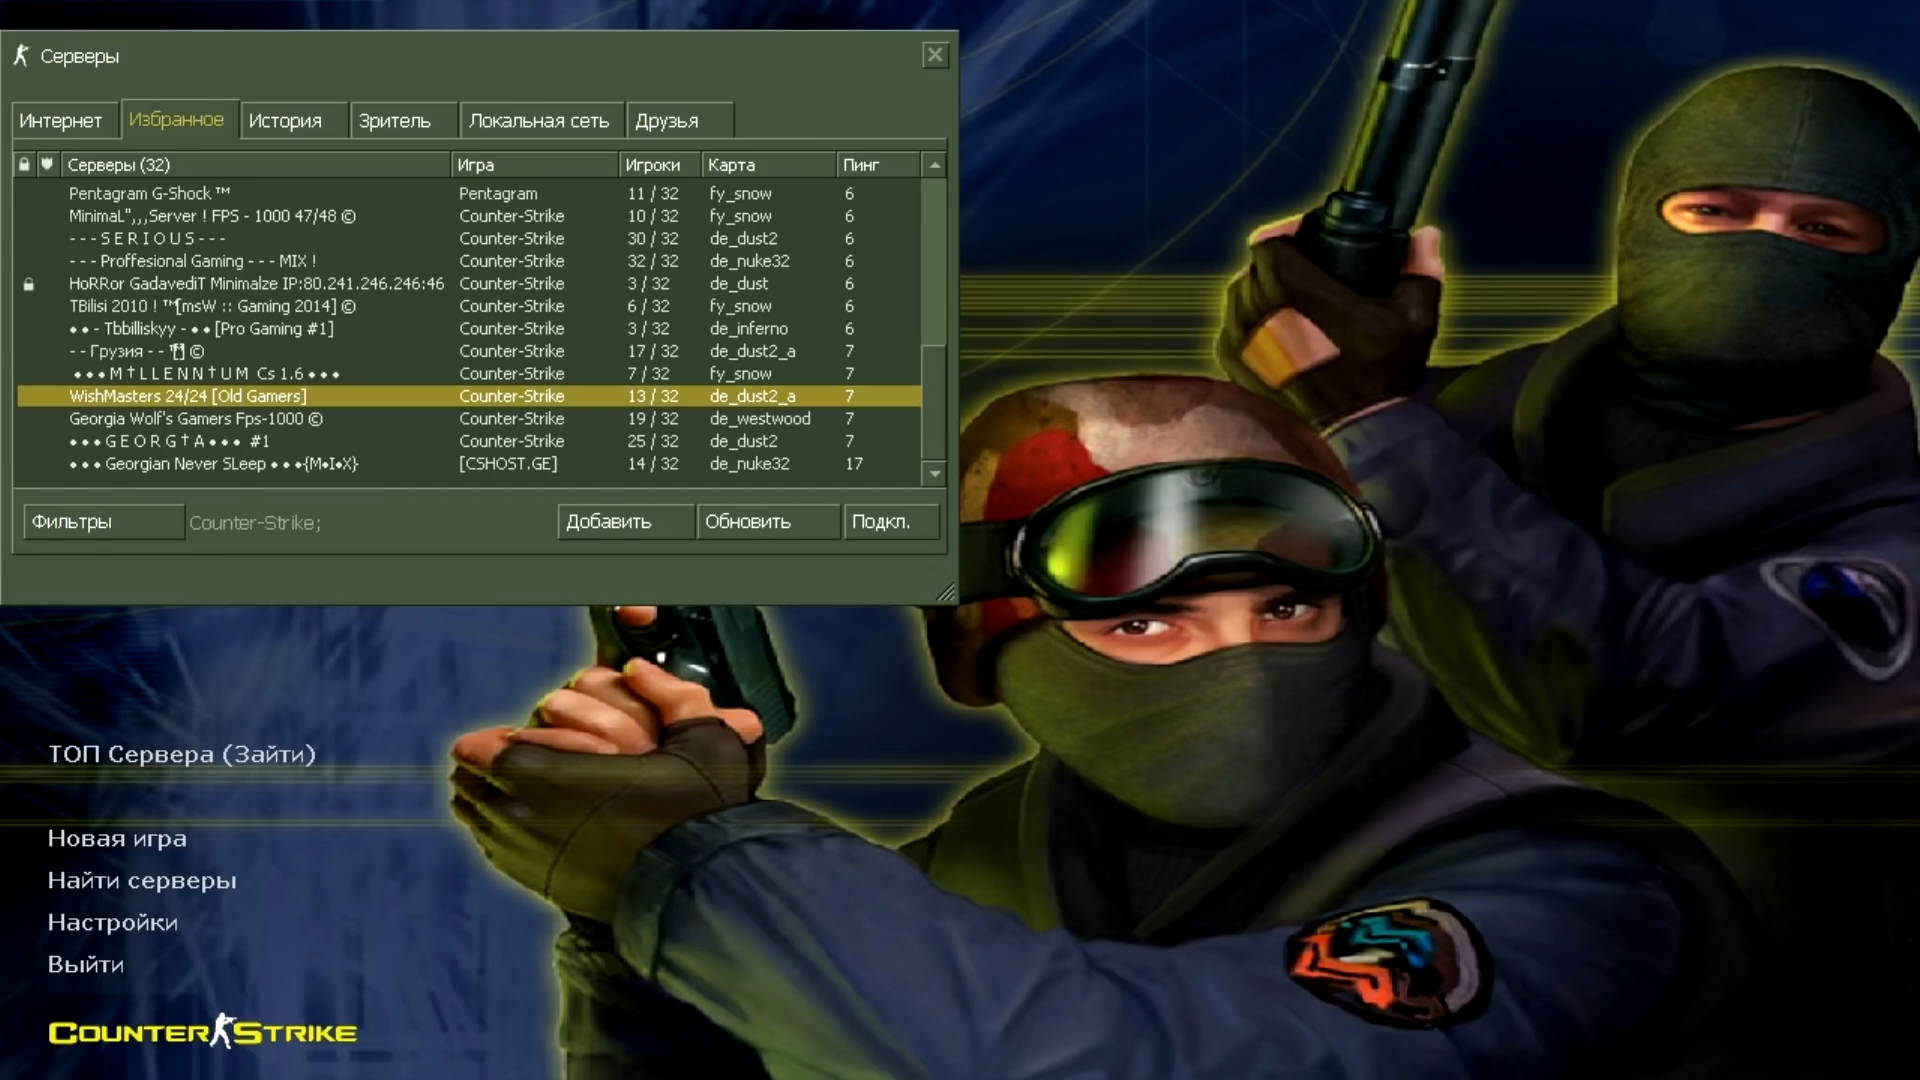 Серверы
Интернет Избранное История Зритель Локальная сеть Друзья
Серверы (32) Игра Игроки Карта Пинг
Pentagram G-Shock ™ Pentagram 11 / 32 fy_snow 6
MinimaL",,,Server ! FPS - 1000 47/48 © Counter-Strike 10 / 32 fy_snow 6
- - - S E R I O U S - - - Counter-Strike 30 / 32 de_dust2 6
- - - Proffesional Gaming - - - MIX ! Counter-Strike 32 / 32 de_nuke32 6
HoRRor GadavediT Minimalze IP:80.241.246.246:46 Counter-Strike 3 / 32 de_dust 6
TBilisi 2010 ! ™[msW :: Gaming 2014] © Counter-Strike 6 / 32 fy_snow 6
• • - Tbbilliskyy - • • [Pro Gaming #1] Counter-Strike 3 / 32 de_inferno 6
- - Грузия - - © Counter-Strike 17 / 32 de_dust2_a 7
• • • M † L L E N N † U M Cs 1.6 • • • Counter-Strike 7 / 32 fy_snow 7
WishMasters 24/24 [Old Gamers] Counter-Strike 13 / 32 de_dust2_a 7
Georgia Wolf's Gamers Fps-1000 © Counter-Strike 19 / 32 de_westwood 7
• • • G E O R G † A • • • #1 Counter-Strike 25 / 32 de_dust2 7
• • • Georgian Never SLeep • • •{M•I•X} [CSHOST.GE] 14 / 32 de_nuke32 17
Фильтры Counter-Strike; Добавить Обновить Подкл.
ТОП Сервера (Зайти)
Новая игра
Найти серверы
Настройки
Выйти
COUNTER STRIKE